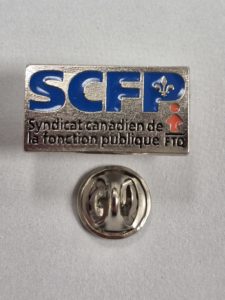 SCFP
Syndicat canadien de
la fonction publique FTQ